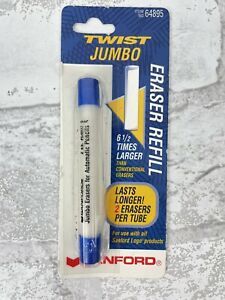 ITEM NO. 64895
TWIST
JUMBO
ERASER REFILL
6 1/2
TIMES
LARGER
THAN
CONVENTIONAL
ERASERS
Jumbo Erasers for Automatic Pencils
LASTS
LONGER!
2 ERASERS
PER TUBE
For use with all
Sanford Logo® products
SANFORD®